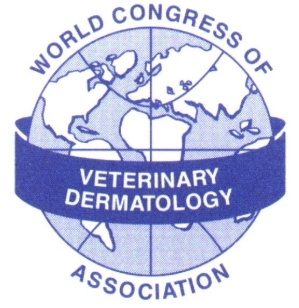 WORLD CONGRESS OF
VETERINARY
DERMATOLOGY
ASSOCIATION